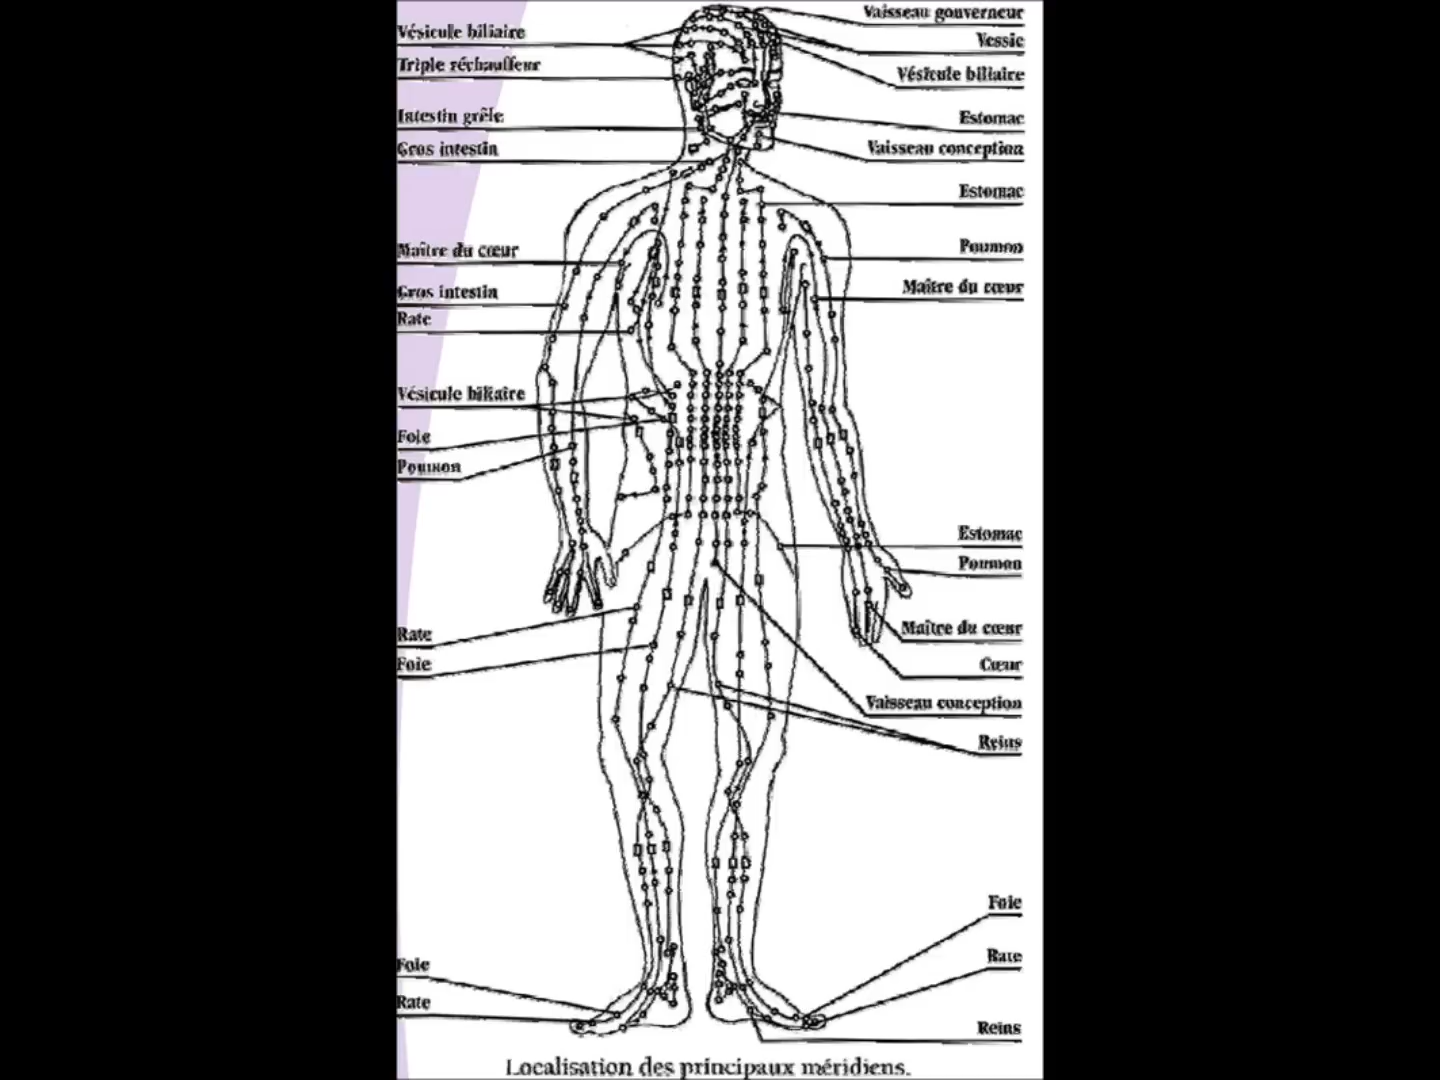 Vésicule biliaire
Triple réchauffeur
Intestin grêle
Gros intestin
Maître du cœur
Gros intestin
Rate
Vésicule biliaire
Foie
Poumon
Rate
Foie
Foie
Rate
Vaisseau gouverneur
Vessie
Vésicule biliaire
Estomac
Vaisseau conception
Estomac
Poumon
Maître du cœur
Estomac
Poumon
Maître du cœur
Cœur
Vaisseau conception
Reins
Foie
Rate
Reins
Localisation des principaux méridiens.